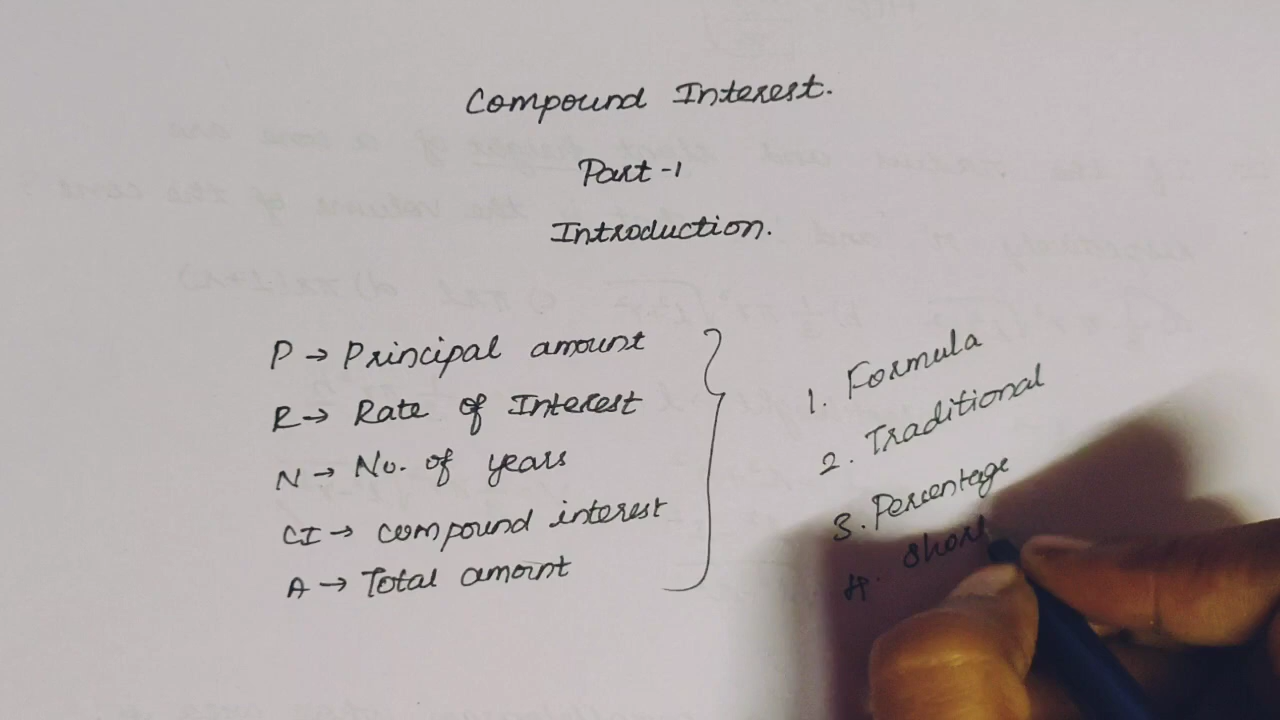 Compound Interest.
Part-1
Introduction.
P → Principal amount
R → Rate of Interest
N → No. of years
CI → compound interest
A → Total amount
1. Formula
2. Traditional
3. Percentage
4. Short